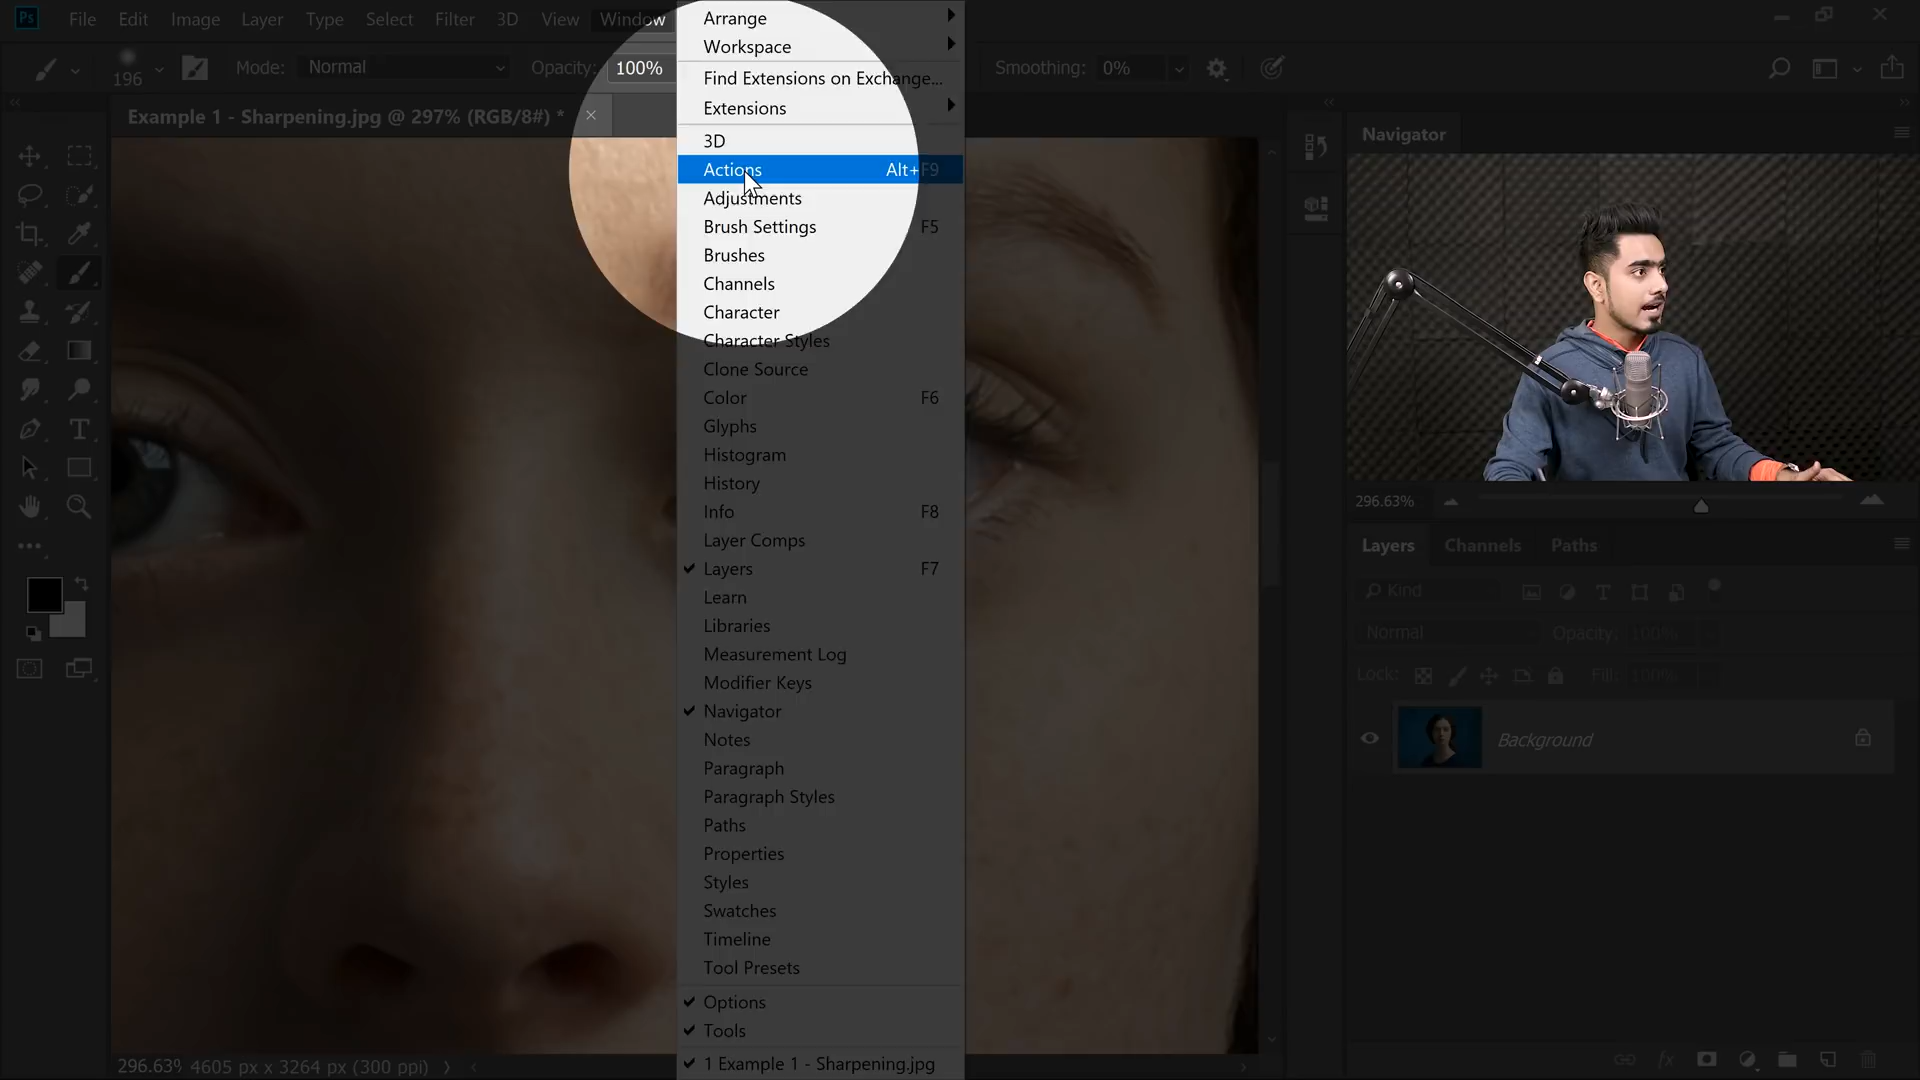 Ps File Edit Image Layer Type Select Filter 3D View Window
196 Mode: Normal Opacity: 100% Smoothing: 0%
Example 1 - Sharpening.jpg @ 297% (RGB/8#) *
Arrange
Workspace
Find Extensions on Exchange...
Extensions
3D
Actions Alt+F9
Adjustments
Brush Settings F5
Brushes
Channels
Character
Character Styles
Clone Source
Color F6
Glyphs
Histogram
History
Info F8
Layer Comps
Layers F7
Learn
Libraries
Measurement Log
Modifier Keys
Navigator
Notes
Paragraph
Paragraph Styles
Paths
Properties
Styles
Swatches
Timeline
Tool Presets
Options
Tools
1 Example 1 - Sharpening.jpg
Navigator
296.63%
Layers Channels Paths
Kind
Normal Opacity: 100%
Lock: Fill: 100%
Background
fx
296.63% 4605 px x 3264 px (300 ppi)